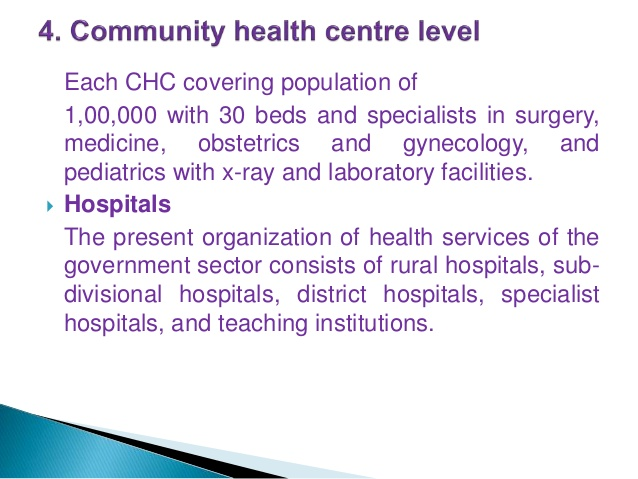 4. Community health centre level
Each CHC covering population of
1,00,000 with 30 beds and specialists in surgery,
medicine, obstetrics and gynecology, and
pediatrics with x-ray and laboratory facilities.
Hospitals
The present organization of health services of the
government sector consists of rural hospitals, sub-
divisional hospitals, district hospitals, specialist
hospitals, and teaching institutions.